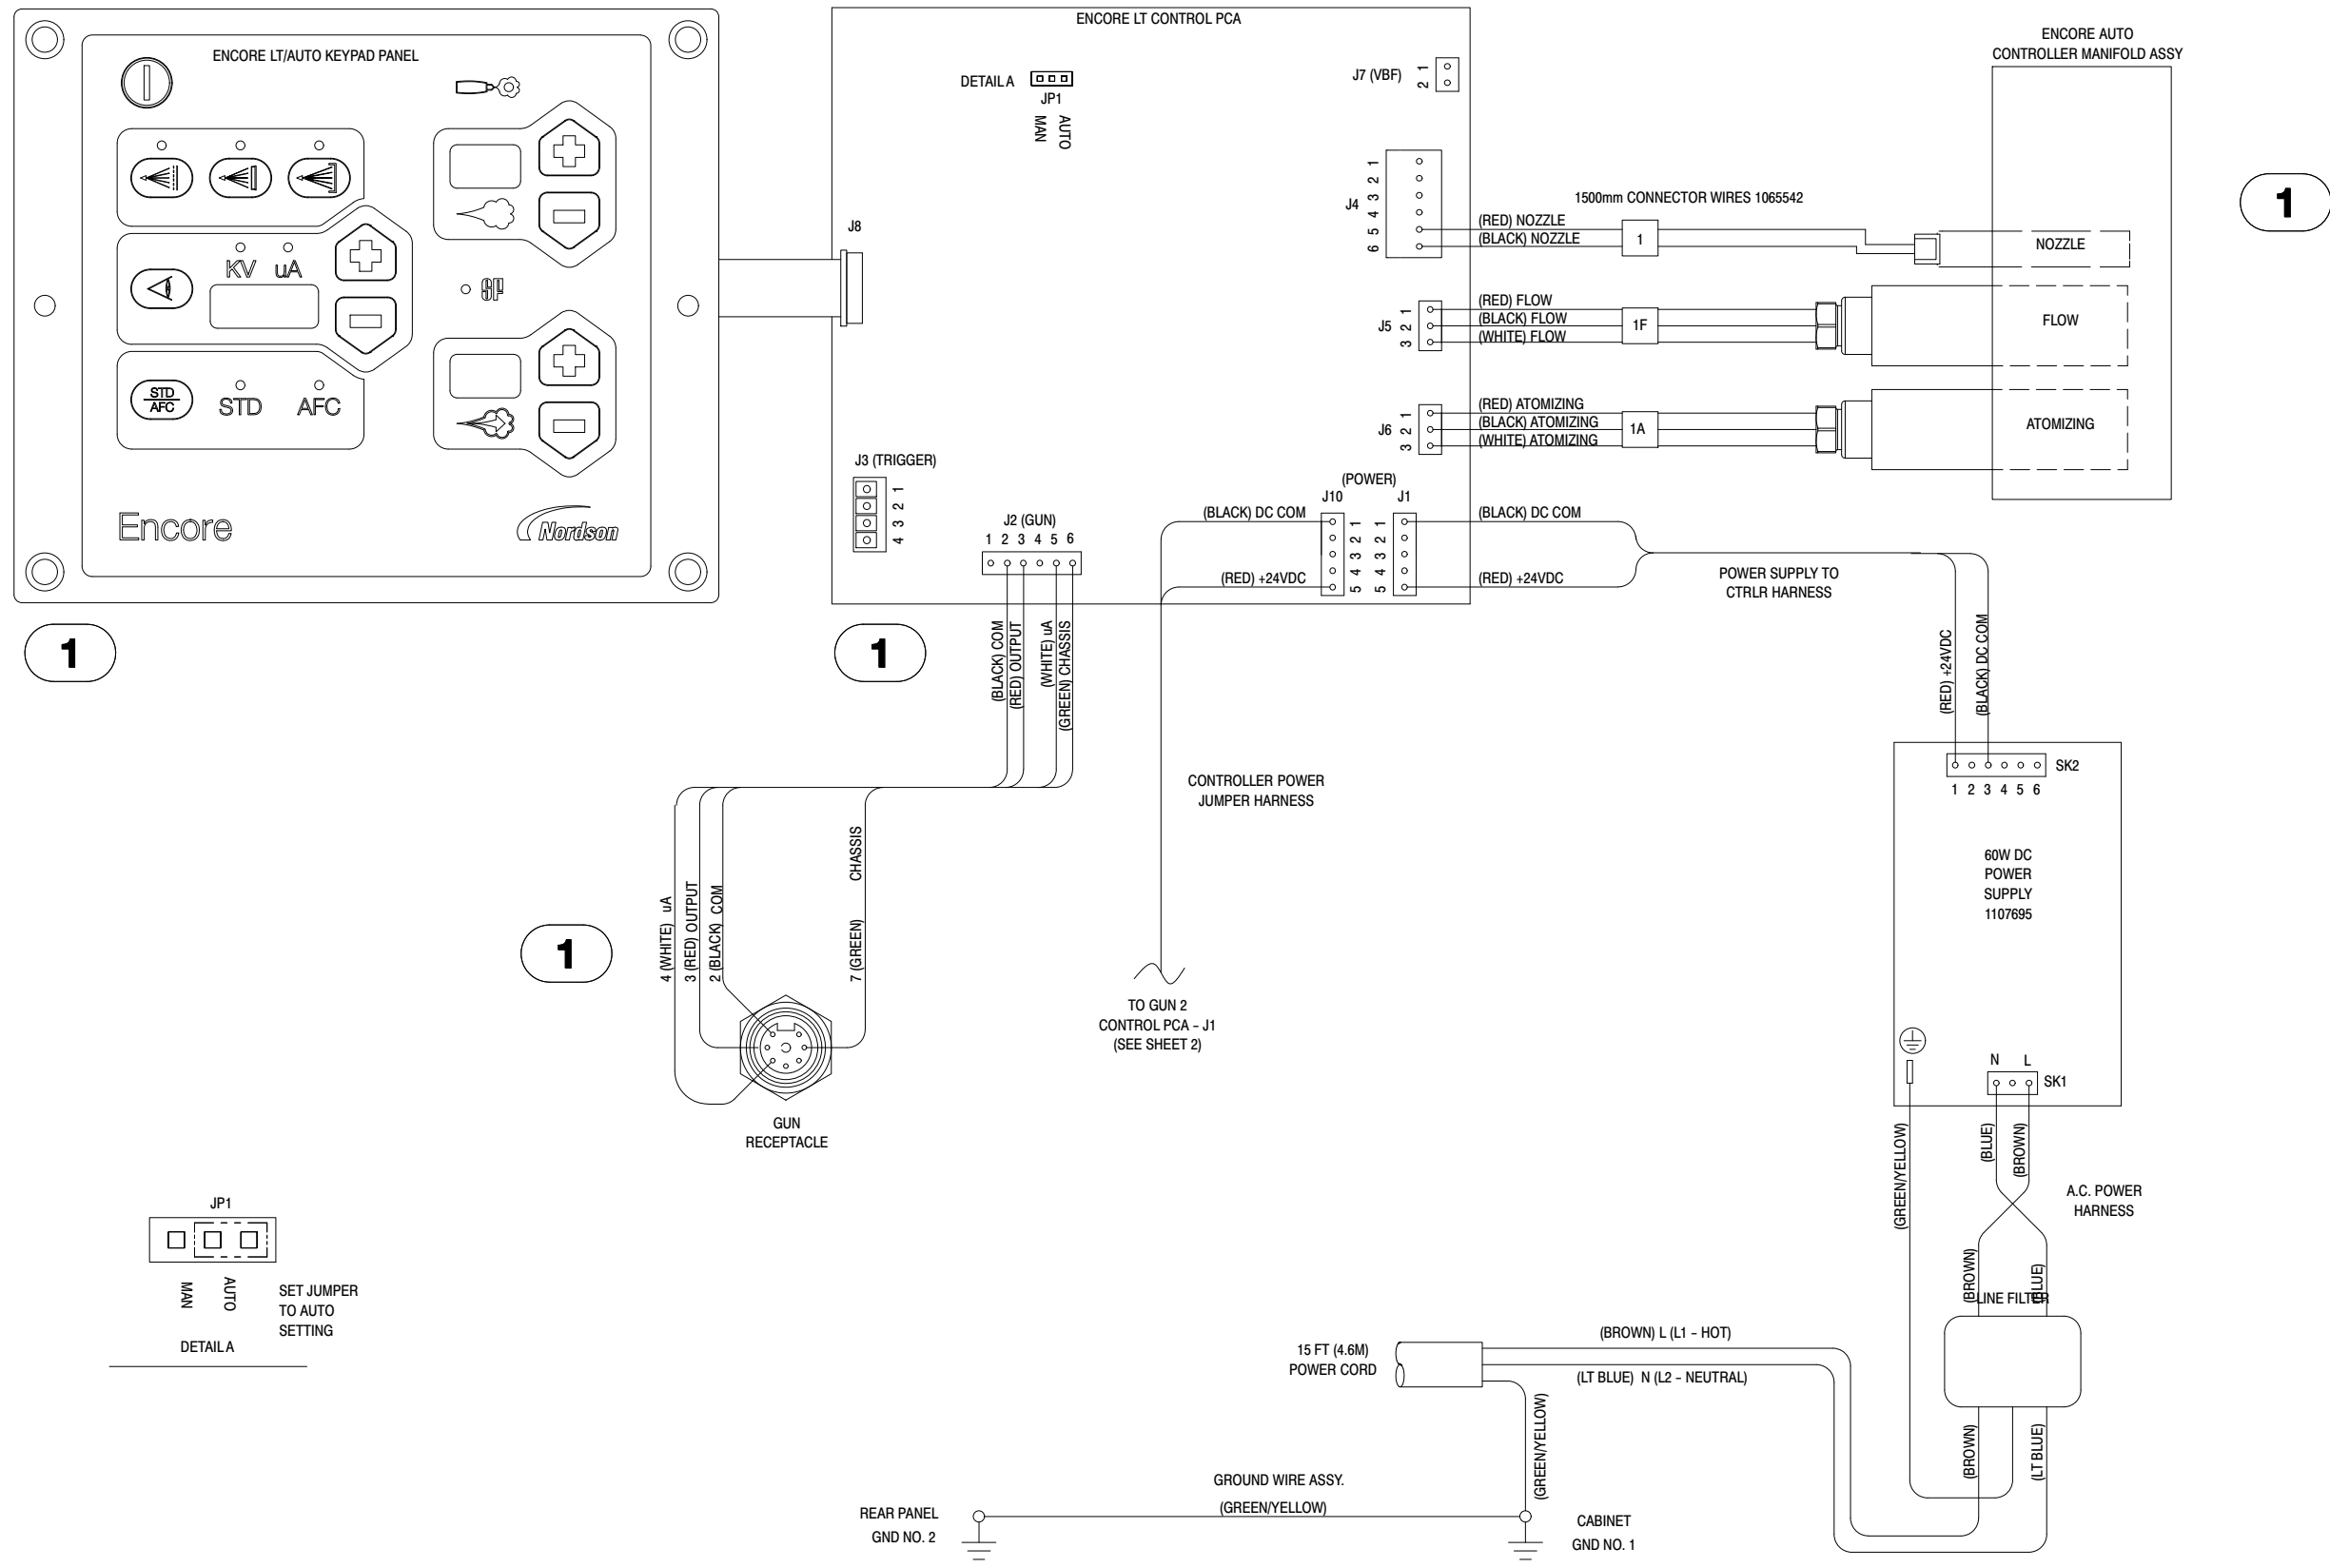 ENCORE LT/AUTO KEYPAD PANEL
KV uA
SP
STD
AFC
STD AFC
Encore
Nordson
1
ENCORE LT CONTROL PCA
DETAIL A
JP1
MAN
AUTO
J7 (VBF)
1
2
J8
J4
1
2
3
4
5
6
J5
1
2
3
J6
1
2
3
J3 (TRIGGER)
1
2
3
4
J2 (GUN)
1 2 3 4 5 6
(POWER)
J10
1
2
3
4
5
J1
1
2
3
4
5
(BLACK) DC COM
(RED) +24VDC
1
1500mm CONNECTOR WIRES 1065542
(RED) NOZZLE
(BLACK) NOZZLE
1
(RED) FLOW
(BLACK) FLOW
(WHITE) FLOW
1F
(RED) ATOMIZING
(BLACK) ATOMIZING
(WHITE) ATOMIZING
1A
ENCORE AUTO
CONTROLLER MANIFOLD ASSY
NOZZLE
FLOW
ATOMIZING
1
(BLACK) DC COM
(RED) +24VDC
POWER SUPPLY TO
CTRLR HARNESS
(RED) +24VDC
(BLACK) DC COM
SK2
1 2 3 4 5 6
60W DC
POWER
SUPPLY
1107695
N L
SK1
(BLACK) COM
(RED) OUTPUT
(WHITE) uA
(GREEN) CHASSIS
4 (WHITE) uA
3 (RED) OUTPUT
2 (BLACK) COM
7 (GREEN) CHASSIS
1
GUN
RECEPTACLE
CONTROLLER POWER
JUMPER HARNESS
TO GUN 2
CONTROL PCA - J1
(SEE SHEET 2)
(GREEN/YELLOW)
(BLUE)
(BROWN)
A.C. POWER
HARNESS
(BROWN)
(BLUE)
LINE FILTER
(BROWN)
(LT BLUE)
JP1
MAN
AUTO
SET JUMPER
TO AUTO
SETTING
DETAIL A
15 FT (4.6M)
POWER CORD
(BROWN) L (L1 - HOT)
(LT BLUE) N (L2 - NEUTRAL)
(GREEN/YELLOW)
GROUND WIRE ASSY.
(GREEN/YELLOW)
REAR PANEL
GND NO. 2
CABINET
GND NO. 1